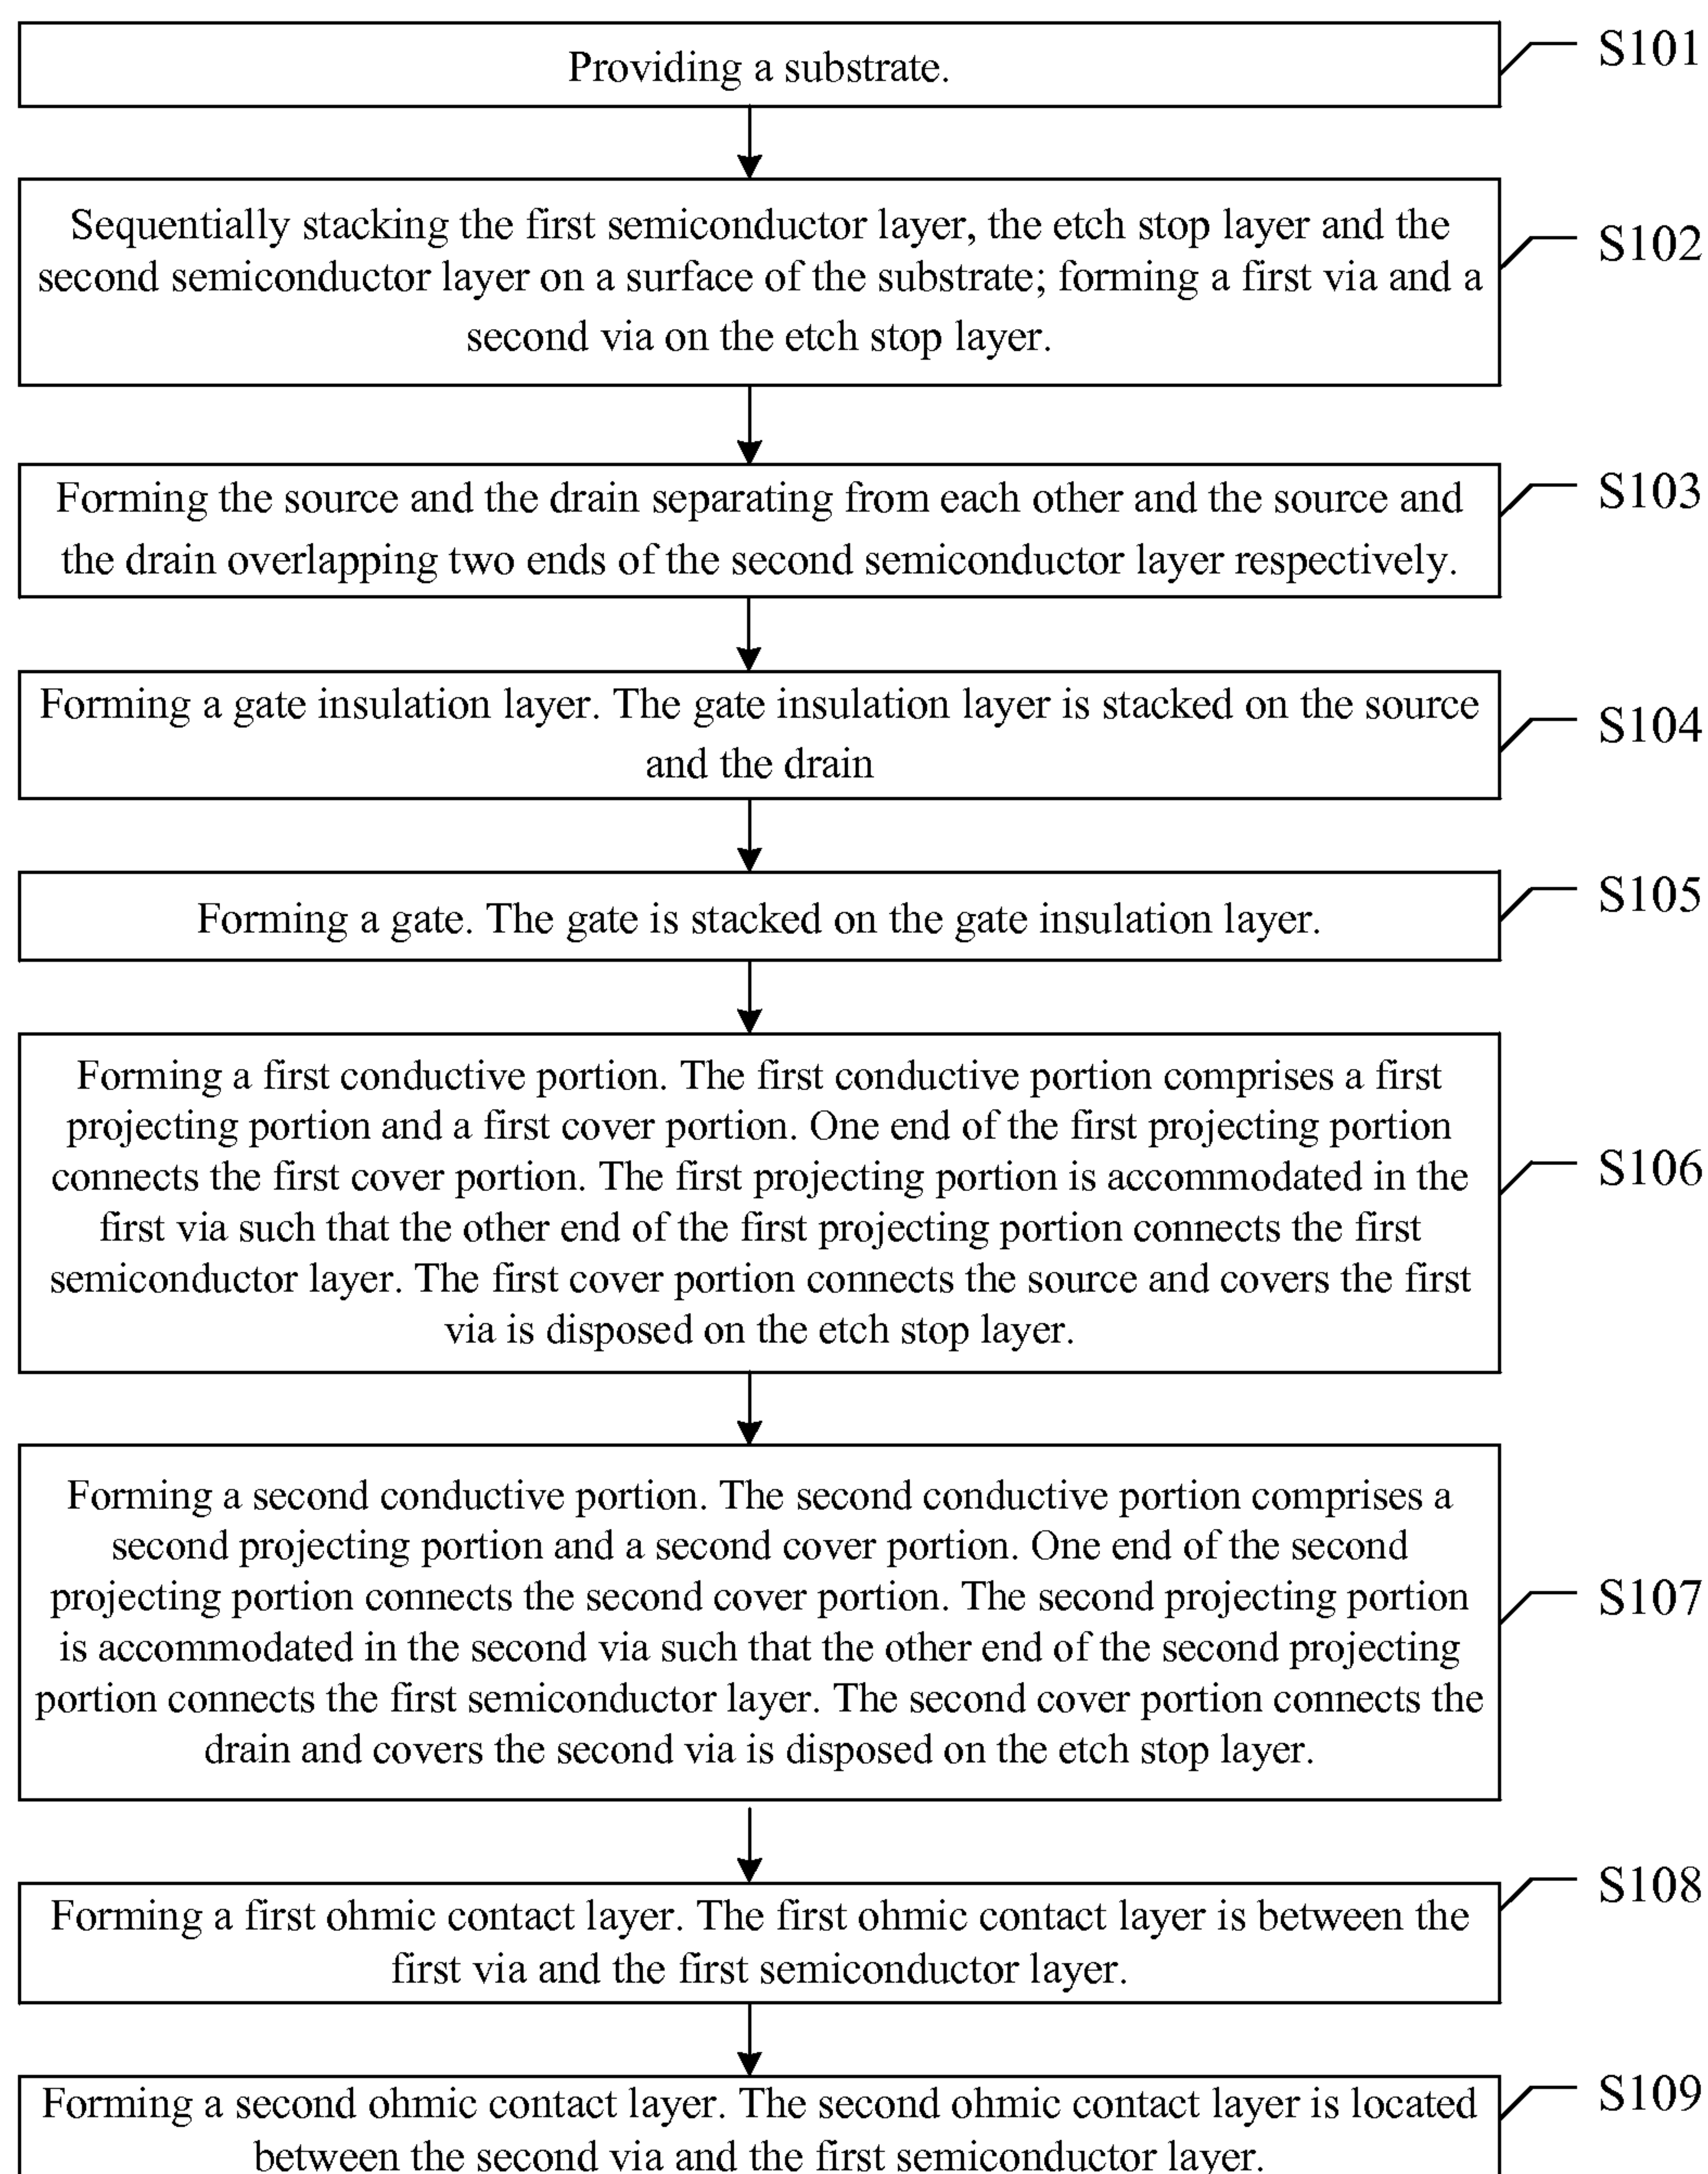 Providing a substrate.
S101
Sequentially stacking the first semiconductor layer, the etch stop layer and the
second semiconductor layer on a surface of the substrate; forming a first via and a
second via on the etch stop layer.
S102
Forming the source and the drain separating from each other and the source and
the drain overlapping two ends of the second semiconductor layer respectively.
S103
Forming a gate insulation layer. The gate insulation layer is stacked on the source
and the drain
S104
Forming a gate. The gate is stacked on the gate insulation layer.
S105
Forming a first conductive portion. The first conductive portion comprises a first
projecting portion and a first cover portion. One end of the first projecting portion
connects the first cover portion. The first projecting portion is accommodated in the
first via such that the other end of the first projecting portion connects the first
semiconductor layer. The first cover portion connects the source and covers the first
via is disposed on the etch stop layer.
S106
Forming a second conductive portion. The second conductive portion comprises a
second projecting portion and a second cover portion. One end of the second
projecting portion connects the second cover portion. The second projecting portion
is accommodated in the second via such that the other end of the second projecting
portion connects the first semiconductor layer. The second cover portion connects the
drain and covers the second via is disposed on the etch stop layer.
S107
Forming a first ohmic contact layer. The first ohmic contact layer is between the
first via and the first semiconductor layer.
S108
Forming a second ohmic contact layer. The second ohmic contact layer is located
between the second via and the first semiconductor layer.
S109